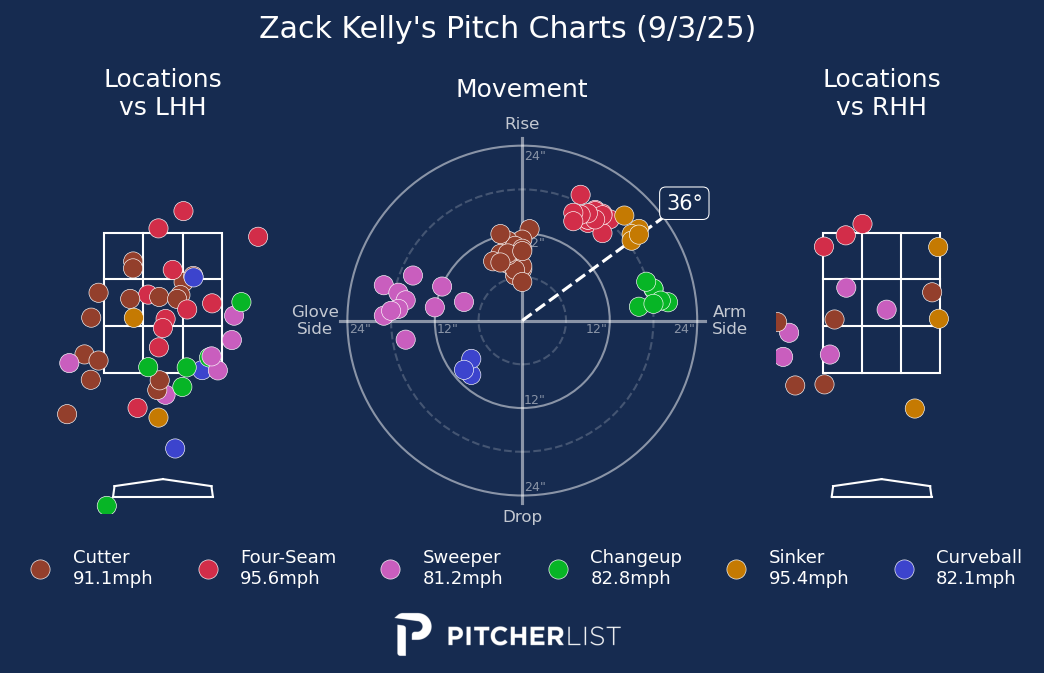 Zack Kelly's Pitch Charts (9/3/25)
Locations
vs LHH
Movement
Locations
vs RHH
Rise
24"
36°
12"
Glove
Side
24"
12"
12"
24"
Arm
Side
12"
24"
Drop
Cutter
91.1mph
Four-Seam
95.6mph
Sweeper
81.2mph
Changeup
82.8mph
Sinker
95.4mph
Curveball
82.1mph
PITCHERLIST